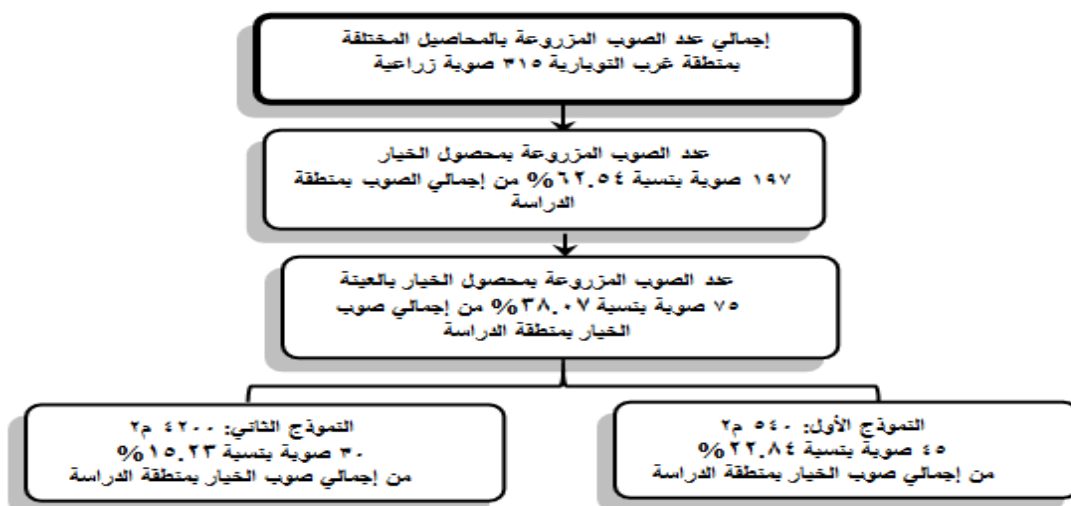 إجمالي عدد الصوب المزروعة بالمحاصيل المختلفة
بمنطقة غرب النوبارية ٣١٥ صوبة زراعية
عدد الصوب المزروعة بمحصول الخيار
١٩٧ صوبة بنسبة ٦٢.٥٤% من إجمالي الصوب بمنطقة
الدراسة
عدد الصوب المزروعة بمحصول الخيار بالعينة
٧٥ صوبة بنسبة ٣٨.٠٧% من إجمالي صوب
الخيار بمنطقة الدراسة
النموذج الأول: ٥٤٠ م٢
٤٥ صوبة بنسبة ٢٢.٨٤%
من إجمالي صوب الخيار بمنطقة الدراسة
النموذج الثاني: ٤٢٠٠ م٢
٣٠ صوبة بنسبة ١٥.٢٣%
من إجمالي صوب الخيار بمنطقة الدراسة